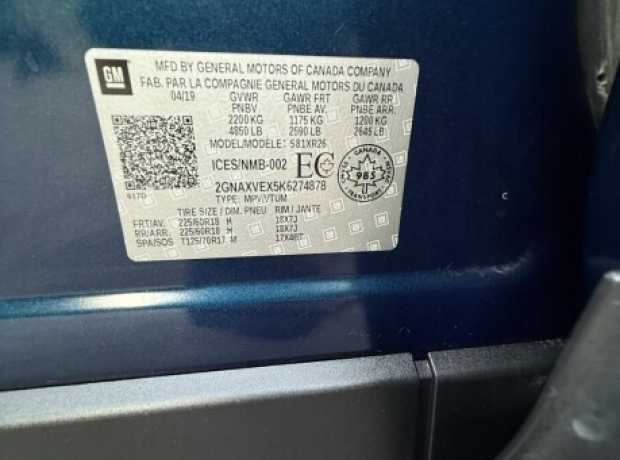 GM
MFD BY GENERAL MOTORS OF CANADA COMPANY
FAB. PAR LA COMPAGNIE GENERAL MOTORS DU CANADA
04/19 GVWR GAWR FRT GAWR RR
PNBV PNBE AV. PNBE ARR.
2200 KG 1175 KG 1200 KG
4850 LB 2590 LB 2645 LB
MODEL/MODELE: S81XR26
ICES/NMB-002 EC 985
TRANSPORT
2GNAXVEX5K6274878
TYPE: MPV/VTUM
TIRE SIZE / DIM. PNEU RIM / JANTE
FRT/AV. 225/60R18 H 18X7J
RR/ARR. 225/60R18 H 18X7J
SPA/SOS T125/70R17 M 17X4BT